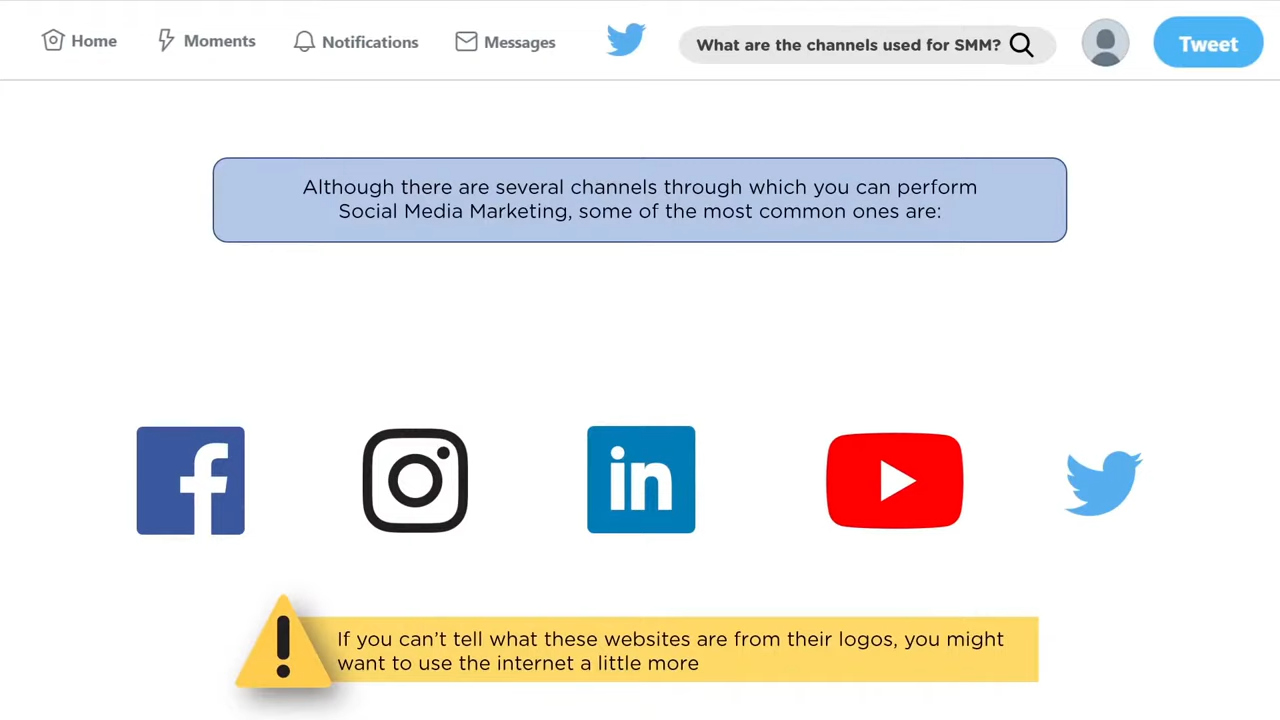 Home
Moments
Notifications
Messages
What are the channels used for SMM?
Tweet
Although there are several channels through which you can perform
Social Media Marketing, some of the most common ones are:
f
in
If you can't tell what these websites are from their logos, you might
want to use the internet a little more